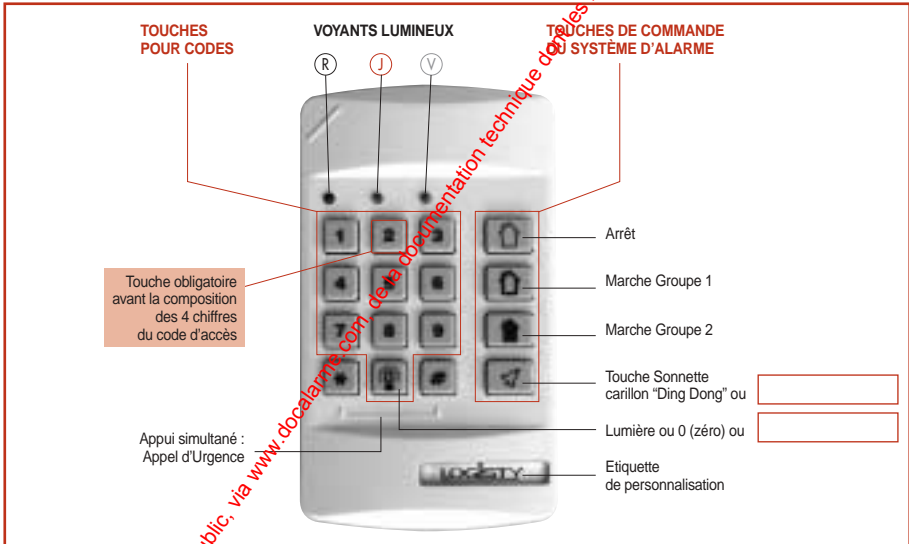 TOUCHES
POUR CODES
VOYANTS LUMINEUX
TOUCHES DE COMMANDE
DU SYSTÈME D'ALARME
R
J
V
1
2
3
4
5
6
7
8
9
*
#
Touche obligatoire
avant la composition
des 4 chiffres
du code d'accès
Appui simultané :
Appel d'Urgence
Arrêt
Marche Groupe 1
Marche Groupe 2
Touche Sonnette
carillon "Ding Dong" ou
Lumière ou 0 (zéro) ou
Etiquette
de personnalisation
LOGISTY
via www.docalarme.com, de la documentation technique